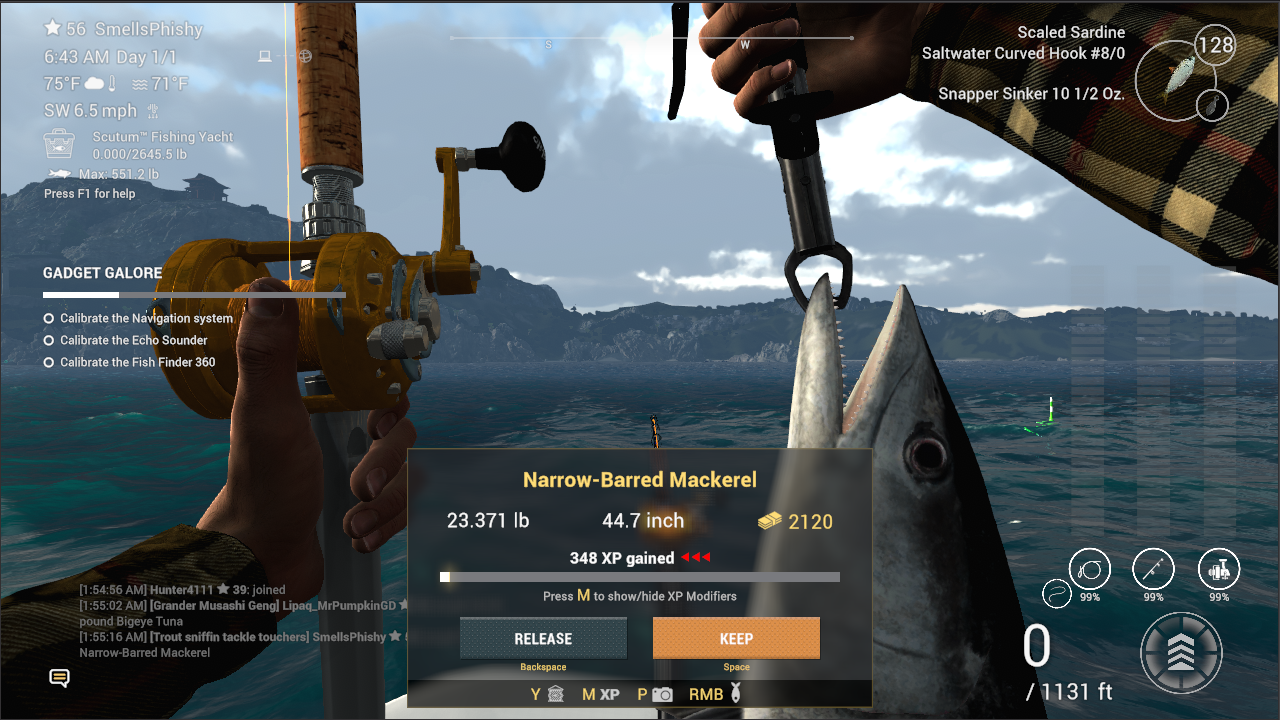 56 SmellsPhishy
6:43 AM Day 1/1
75°F 71°F
SW 6.5 mph
Scutum™ Fishing Yacht
0.000/2645.5 lb
Max: 551.2 lb
Press F1 for help
S
W
Scaled Sardine
Saltwater Curved Hook #8/0
128
Snapper Sinker 10 1/2 Oz.
GADGET GALORE
Calibrate the Navigation system
Calibrate the Echo Sounder
Calibrate the Fish Finder 360
Narrow-Barred Mackerel
23.371 lb 44.7 inch 2120
348 XP gained
Press M to show/hide XP Modifiers
RELEASE KEEP
Backspace Space
Y M XP P RMB
[1:54:56 AM] Hunter4111 39: joined
[1:55:02 AM] [Grander Musashi Geng] Lipaq_MrPumpkinGD
pound Bigeye Tuna
[1:55:16 AM] [Trout sniffin tackle touchers] SmellsPhishy
Narrow-Barred Mackerel
99% 99% 99%
0
/ 1131 ft